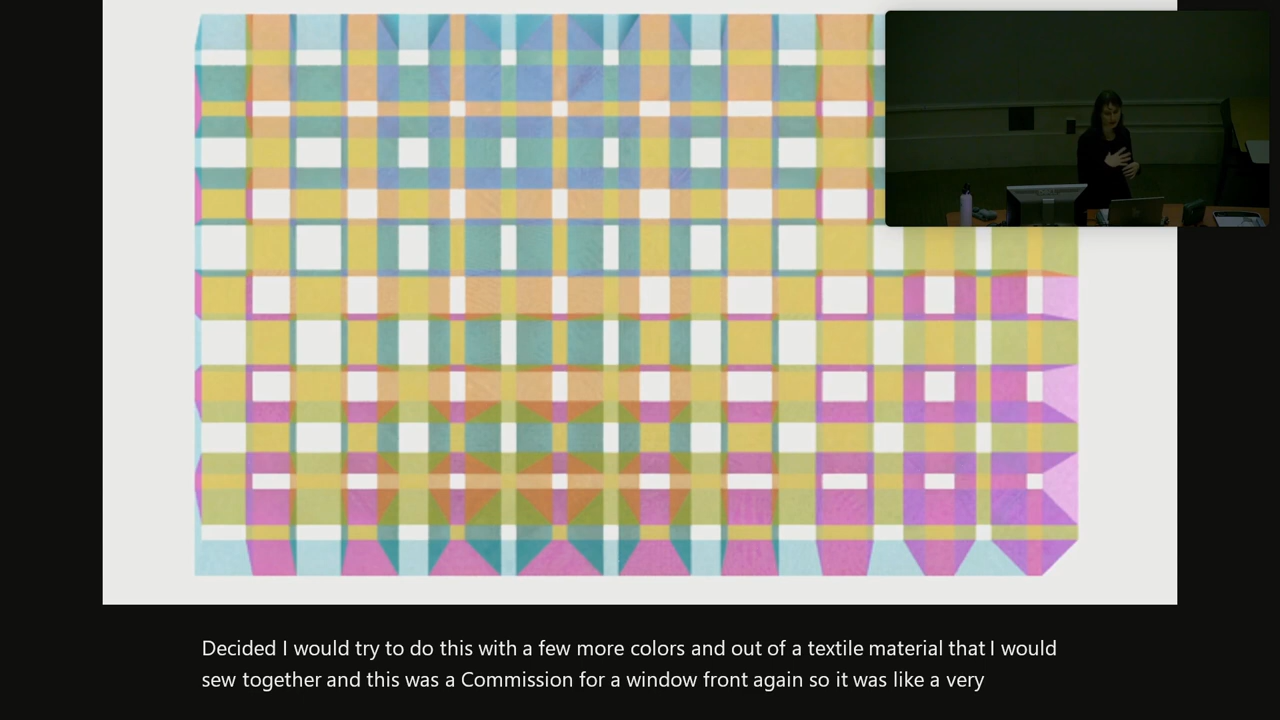 Decided I would try to do this with a few more colors and out of a textile material that I would
sew together and this was a Commission for a window front again so it was like a very